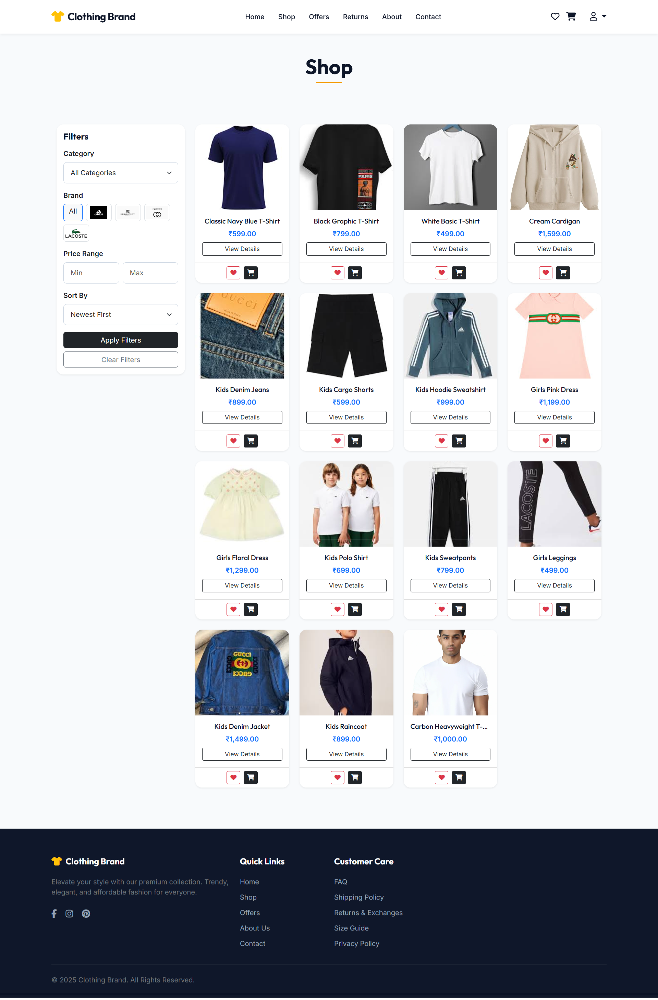 Clothing Brand
Home
Shop
Offers
Returns
About
Contact
Shop
Filters
Category
All Categories
Brand
All
adidas
GUCCI
LACOSTE
Price Range
Min
Max
Sort By
Newest First
Apply Filters
Clear Filters
SUPPLY CO
WORLDWIDE
Classic Navy Blue T-Shirt
₹599.00
View Details
Black Graphic T-Shirt
₹799.00
View Details
White Basic T-Shirt
₹499.00
View Details
Cream Cardigan
₹1,599.00
View Details
GUCCI
MADE IN ITALY
Kids Denim Jeans
₹899.00
View Details
Kids Cargo Shorts
₹599.00
View Details
Kids Hoodie Sweatshirt
₹999.00
View Details
Girls Pink Dress
₹1,199.00
View Details
Girls Floral Dress
₹1,299.00
View Details
Kids Polo Shirt
₹699.00
View Details
Kids Sweatpants
₹799.00
View Details
LACOSTE
Girls Leggings
₹499.00
View Details
GUCCI
GUCCI
GUCCI
GUCCI
Kids Denim Jacket
₹1,499.00
View Details
Kids Raincoat
₹899.00
View Details
Carbon Heavyweight T-...
₹1,000.00
View Details
Clothing Brand
Elevate your style with our premium collection. Trendy,
elegant, and affordable fashion for everyone.
Quick Links
Home
Shop
Offers
About Us
Contact
Customer Care
FAQ
Shipping Policy
Returns & Exchanges
Size Guide
Privacy Policy
© 2025 Clothing Brand. All Rights Reserved.